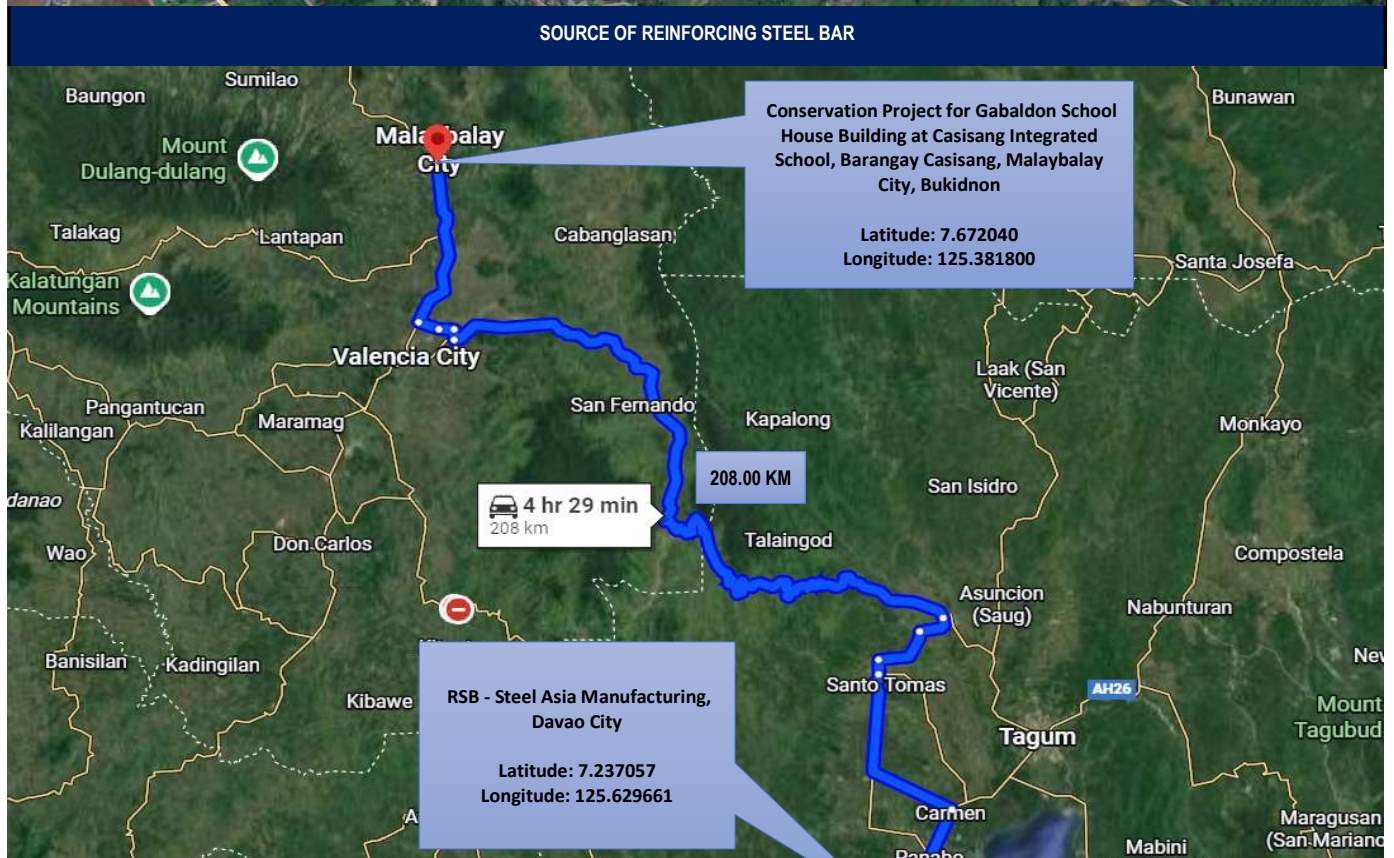 SOURCE OF REINFORCING STEEL BAR
Sumilao
Baungon
Bunawan
Conservation Project for Gabaldon School
House Building at Casisang Integrated
School, Barangay Casisang, Malaybalay
City, Bukidnon
Latitude: 7.672040
Longitude: 125.381800
Malaybalay
City
Mount
Dulang-dulang
Talakag
Lantapan
Cabanglasan
Santa Josefa
Kalatungan
Mountains
Valencia City
Laak (San
Vicente)
Pangantucan
San Fernando
Kapalong
Maramag
Monkayo
Kalilangan
208.00 KM
San Isidro
danao
4 hr 29 min
208 km
Wao
Don Carlos
Talaingod
Compostela
Asuncion
(Saug)
Nabunturan
Banisilan
Kadingilan
Nev
RSB - Steel Asia Manufacturing,
Davao City
Latitude: 7.237057
Longitude: 125.629661
Kibawe
Santo Tomas
AH26
Mount
Tagubud
Tagum
Carmen
Maragusan
(San Mariano
Mabini
Panabo